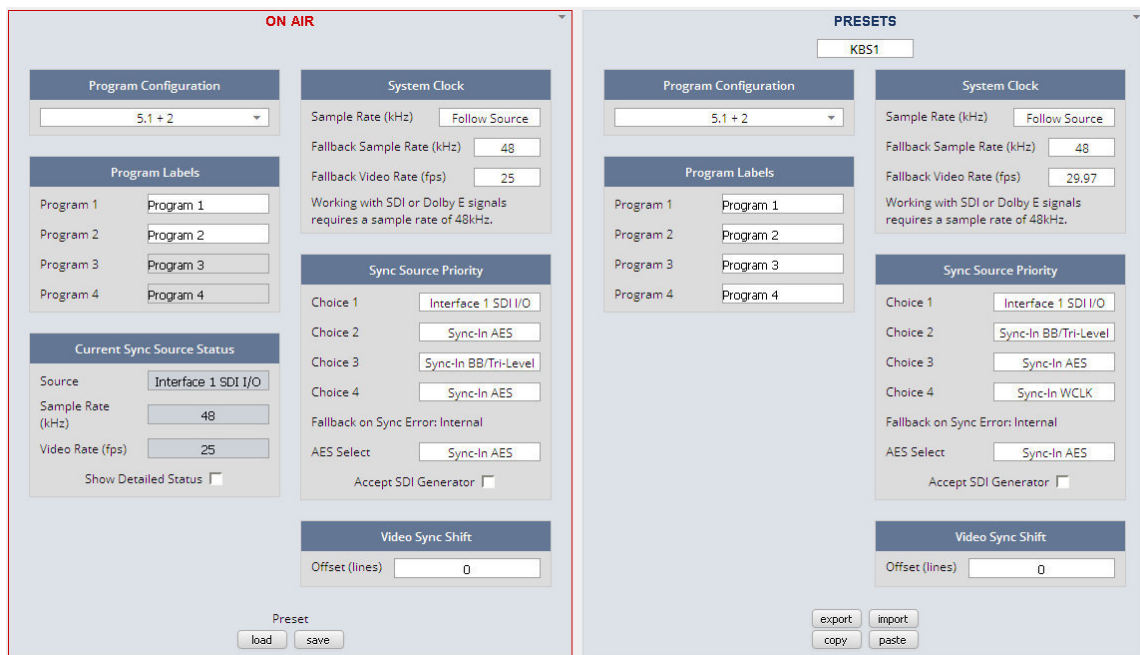 ON AIR
Program Configuration
5.1 + 2
Program Labels
Program 1 Program 1
Program 2 Program 2
Program 3 Program 3
Program 4 Program 4
Current Sync Source Status
Source Interface 1 SDI I/O
Sample Rate
(kHz) 48
Video Rate (fps) 25
Show Detailed Status
System Clock
Sample Rate (kHz) Follow Source
Fallback Sample Rate (kHz) 48
Fallback Video Rate (fps) 25
Working with SDI or Dolby E signals
requires a sample rate of 48kHz.
Sync Source Priority
Choice 1 Interface 1 SDI I/O
Choice 2 Sync-In AES
Choice 3 Sync-In BB/Tri-Level
Choice 4 Sync-In AES
Fallback on Sync Error: Internal
AES Select Sync-In AES
Accept SDI Generator
Video Sync Shift
Offset (lines) 0
Preset
load save
PRESETS
KBS1
Program Configuration
5.1 + 2
Program Labels
Program 1 Program 1
Program 2 Program 2
Program 3 Program 3
Program 4 Program 4
System Clock
Sample Rate (kHz) Follow Source
Fallback Sample Rate (kHz) 48
Fallback Video Rate (fps) 29.97
Working with SDI or Dolby E signals
requires a sample rate of 48kHz.
Sync Source Priority
Choice 1 Interface 1 SDI I/O
Choice 2 Sync-In BB/Tri-Level
Choice 3 Sync-In AES
Choice 4 Sync-In WCLK
Fallback on Sync Error: Internal
AES Select Sync-In AES
Accept SDI Generator
Video Sync Shift
Offset (lines) 0
export import
copy paste